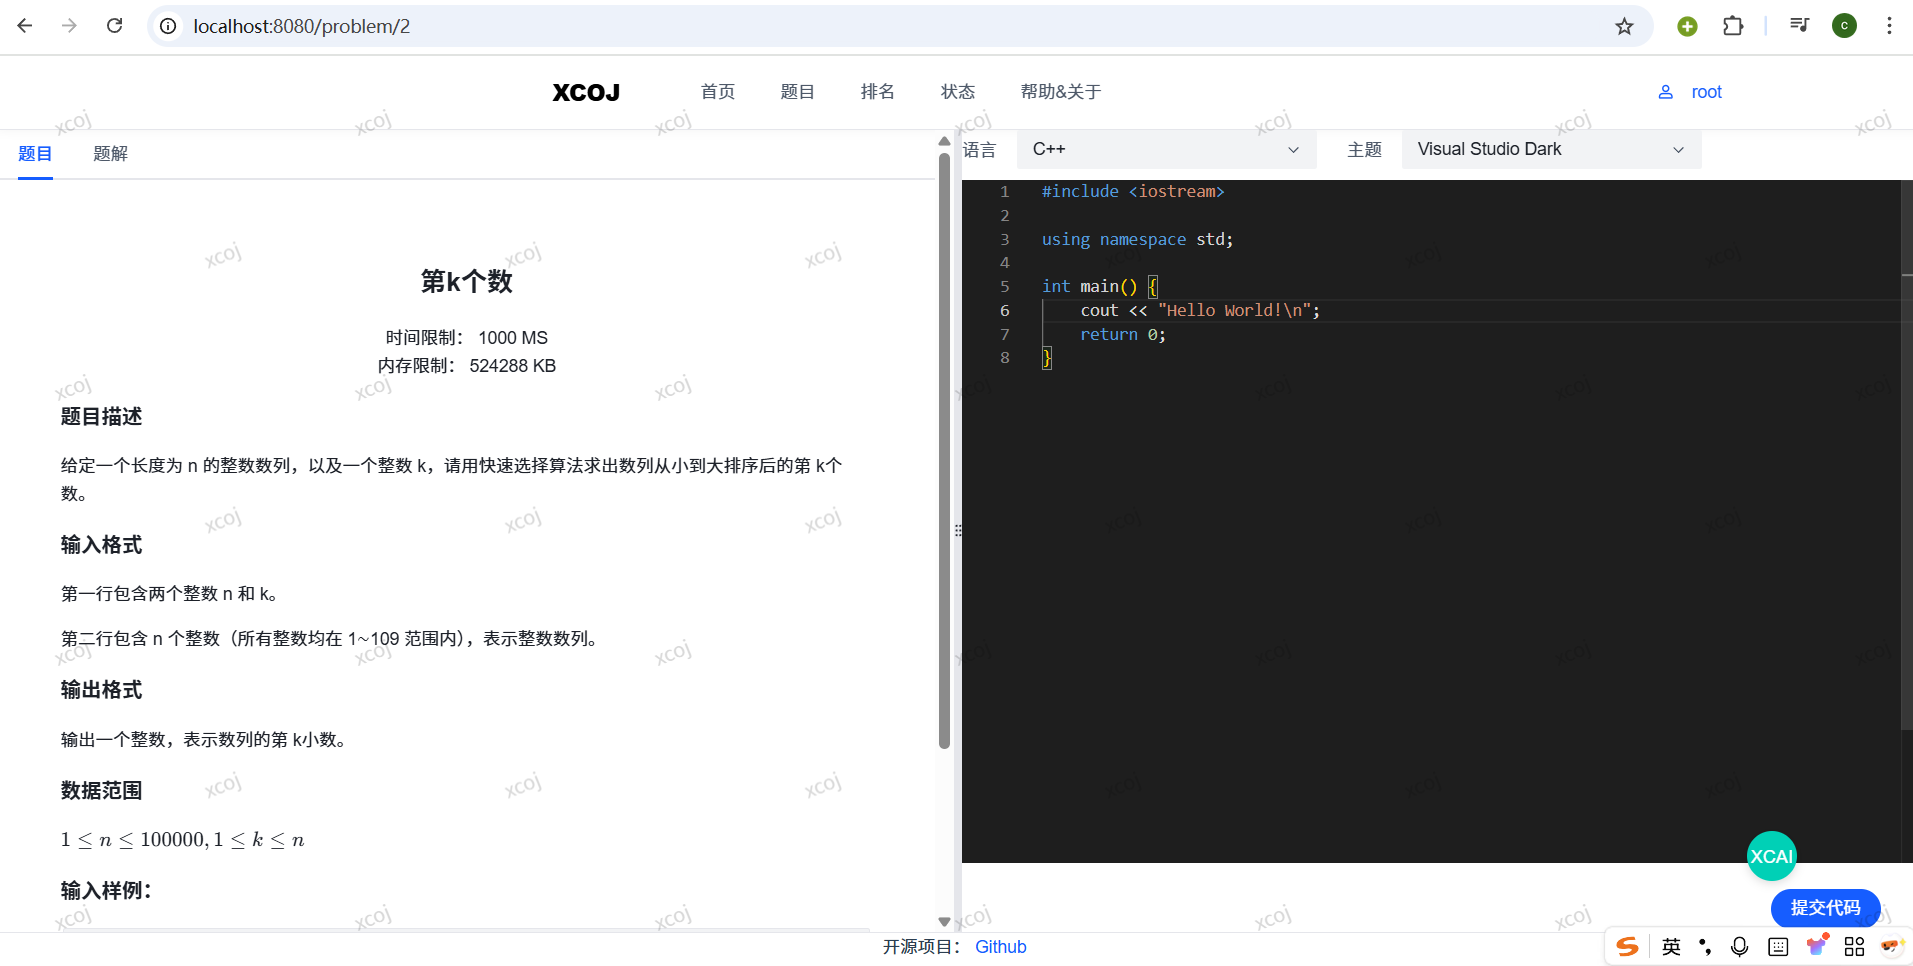 localhost:8080/problem/2
C
XCOJ
首页
题目
排名
状态
帮助&关于
root
题目
题解
语言
C++
主题
Visual Studio Dark
第k个数
时间限制： 1000 MS
内存限制： 524288 KB
题目描述
给定一个长度为 n 的整数数列，以及一个整数 k，请用快速选择算法求出数列从小到大排序后的第 k个
数。
输入格式
第一行包含两个整数 n 和 k。
第二行包含 n 个整数（所有整数均在 1~109 范围内），表示整数数列。
输出格式
输出一个整数，表示数列的第 k小数。
数据范围
1 ≤ n ≤ 100000, 1 ≤ k ≤ n
输入样例：
1 #include <iostream>
2
3 using namespace std;
4
5 int main() {
6 cout << "Hello World!\n";
7 return 0;
8 }
XCAI
提交代码
开源项目： Github
S
英
xcoj